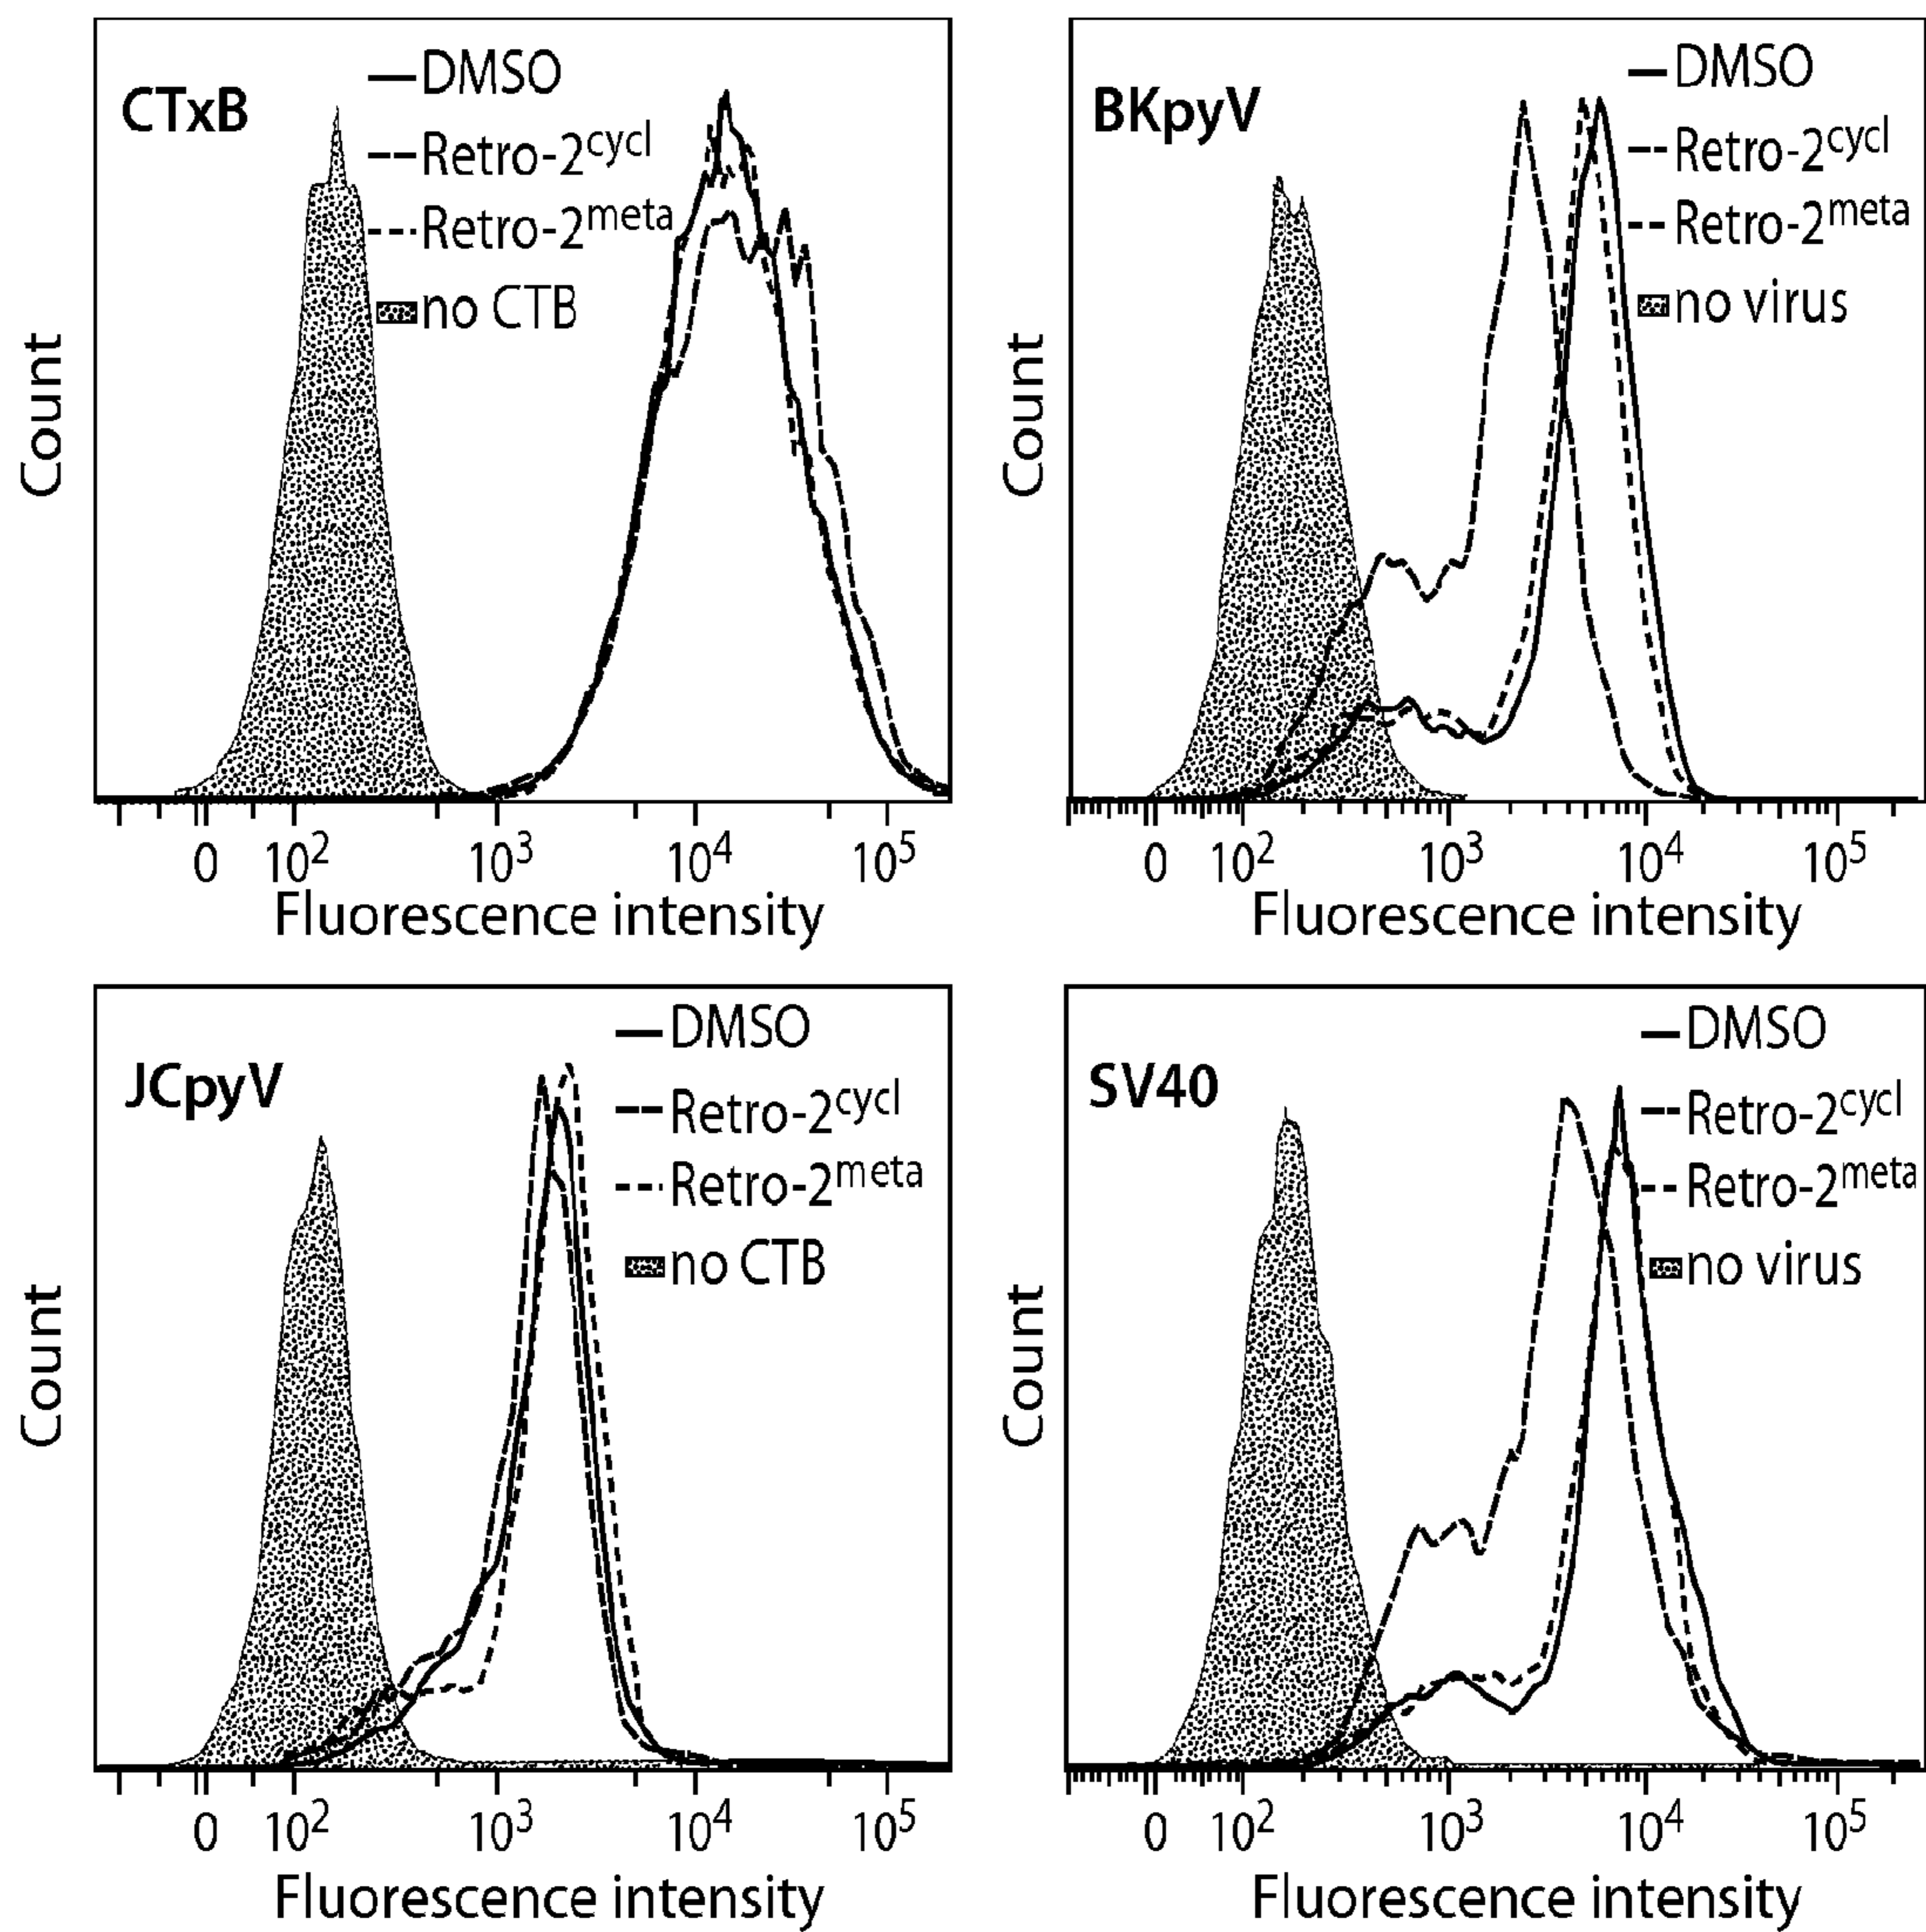 CTxB
DMSO
Retro-2cycl
Retro-2meta
no CTB
Count
0 102 103 104 105
Fluorescence intensity
BKpyV
DMSO
Retro-2cycl
Retro-2meta
no virus
Count
0 102 103 104 105
Fluorescence intensity
JCpyV
DMSO
Retro-2cycl
Retro-2meta
no CTB
Count
0 102 103 104 105
Fluorescence intensity
SV40
DMSO
Retro-2cycl
Retro-2meta
no virus
Count
0 102 103 104 105
Fluorescence intensity